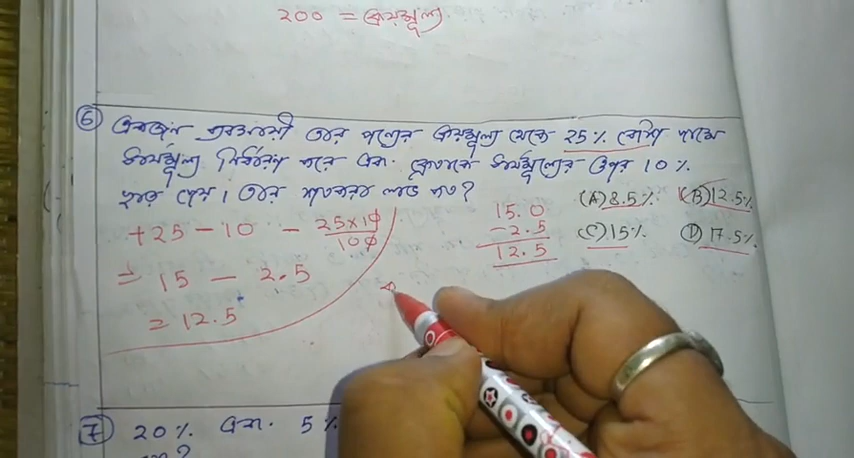 200 = ক্রয়মূল্য
6 একজন ব্যবসায়ী তার পণ্যের ক্রয়মূল্য থেকে 25% বেশি দামে
ধার্যমূল্য নির্ধারণ করে এবং ক্রেতাকে ধার্যমূল্যের উপর 10%
ছাড় দেয়। তার শতকরা লাভ কত?
(A) 8.5% (B) 12.5%
(C) 15% (D) 17.5%
+25 - 10 - 25×10/100
= 15 - 2.5
= 12.5
15.0
-2.5
12.5
7 20% এবং 5%